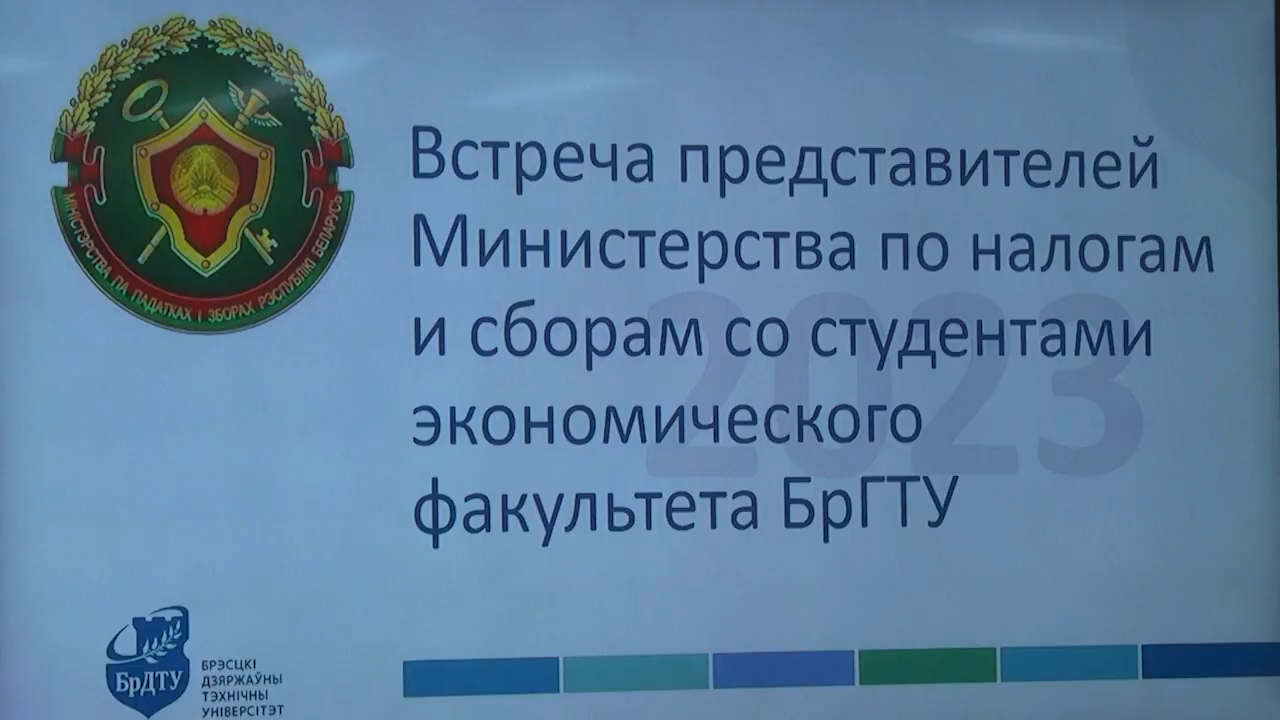 МІНІСТЭРСТВА ПА ПАДАТКАХ І ЗБОРАХ РЭСПУБЛІКІ БЕЛАРУСЬ
Встреча представителей
Министерства по налогам
и сборам со студентами
экономического
факультета БрГТУ
2023
БрДТУ
БРЭСЦКІ
ДЗЯРЖАЎНЫ
ТЭХНІЧНЫ
УНІВЕРСІТЭТ